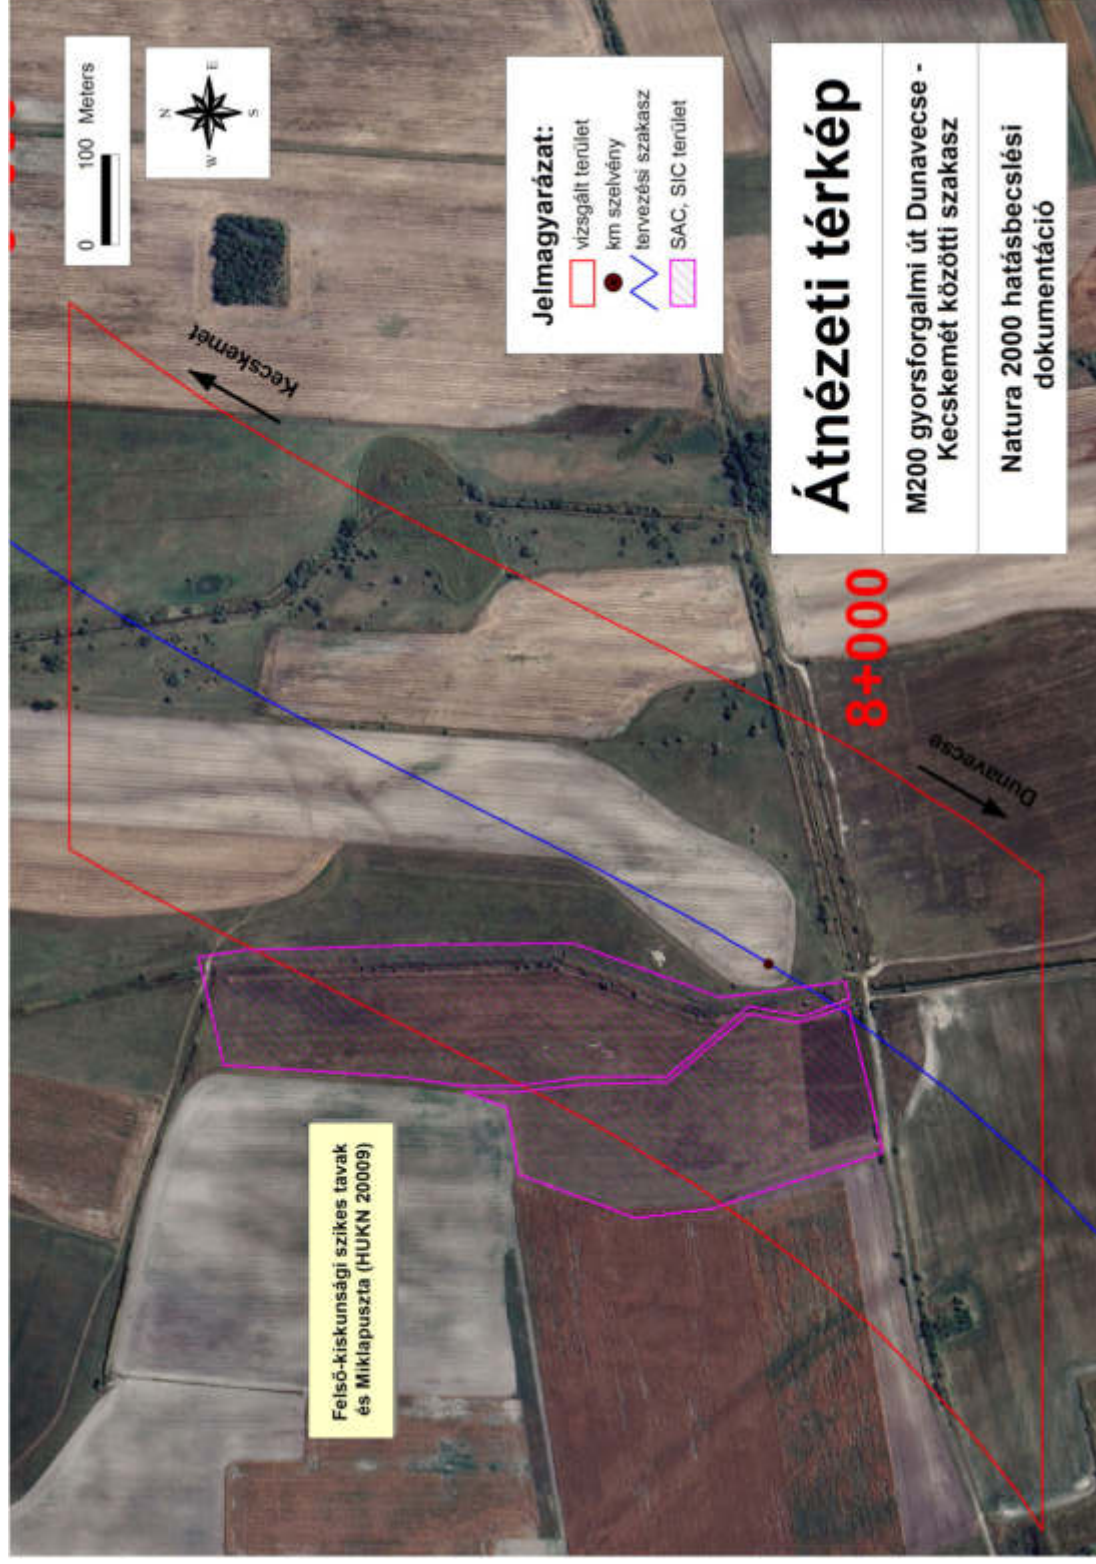 0 100 Meters
N
E
S
W
Kecskemét
Jelmagyarázat:
vizsgált terület
km szelvény
tervezési szakasz
SAC, SIC terület
Átnézeti térkép
M200 gyorsforgalmi út Dunavecse -
Kecskemét közötti szakasz
Natura 2000 hatásbecslési
dokumentáció
8+000
Dunavecse
Felső-kiskunsági szikes tavak
és Miklapuszta (HUKN 20009)